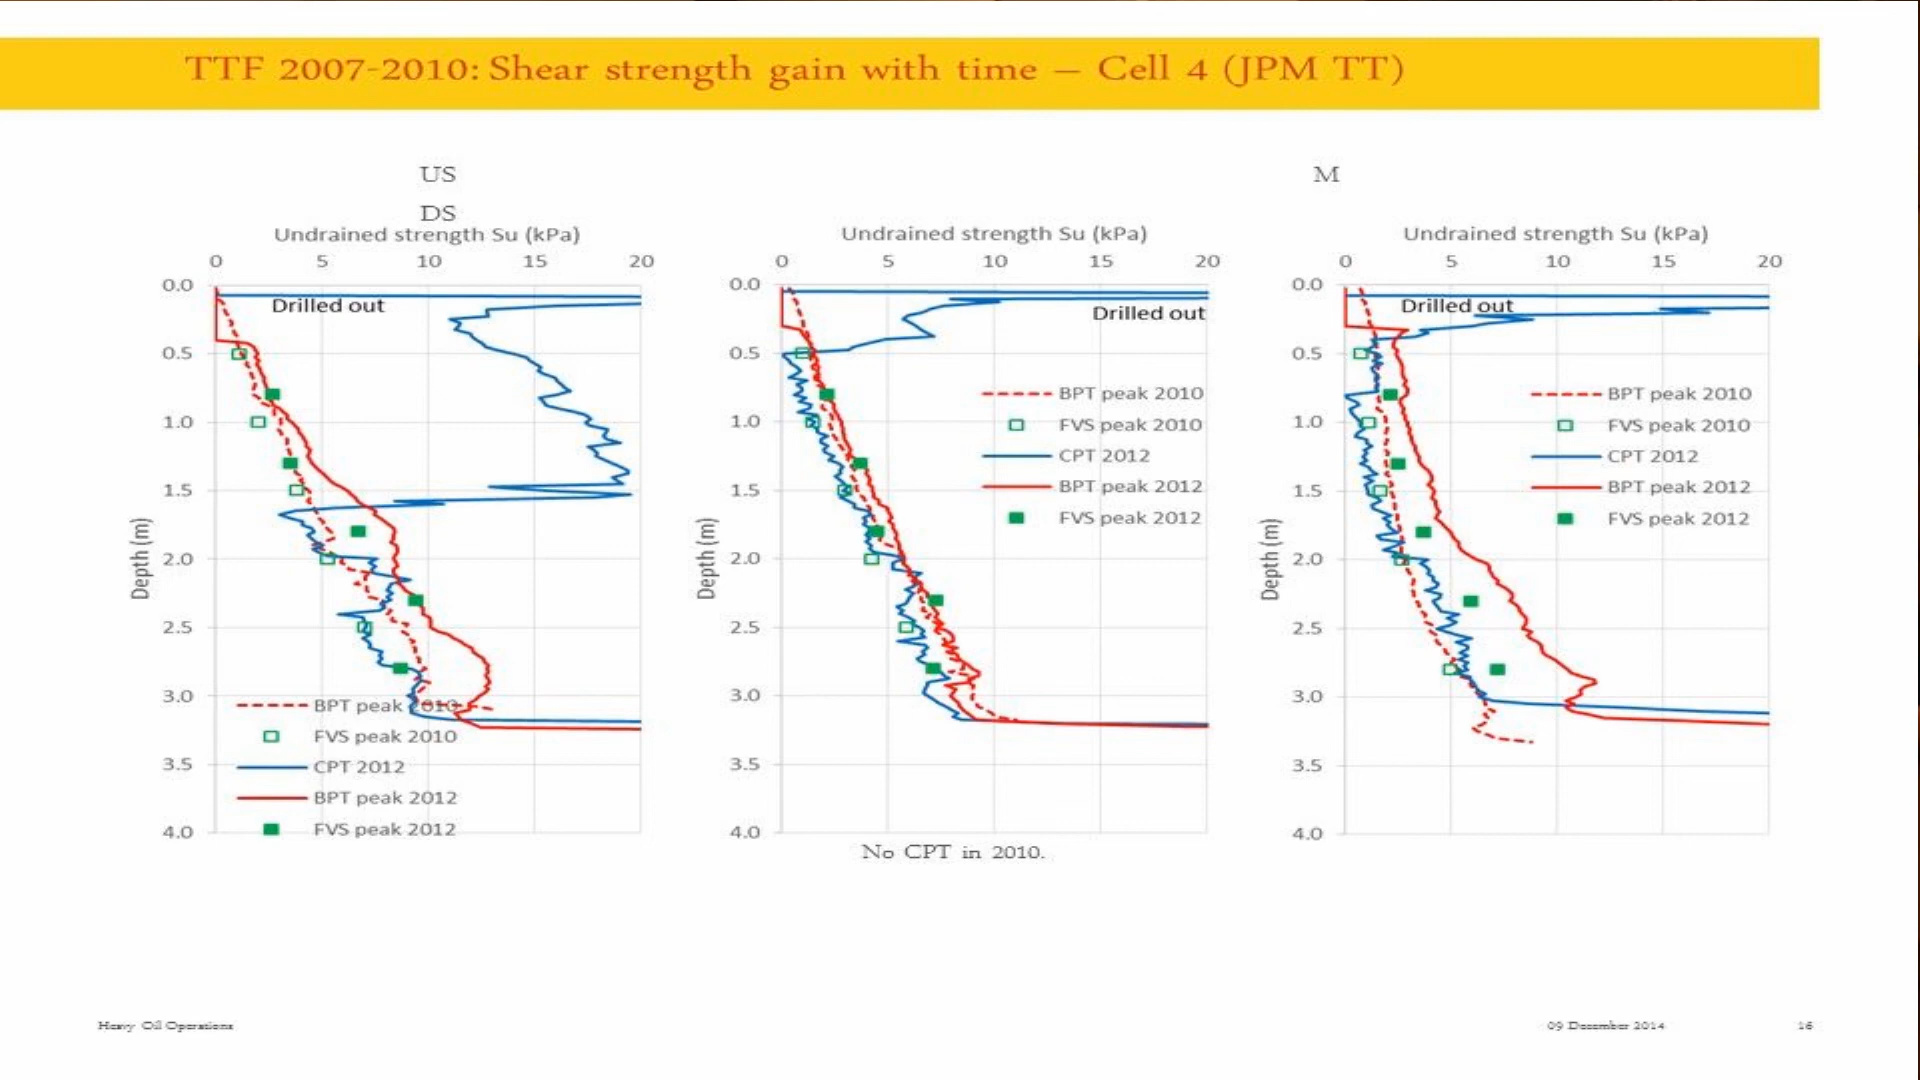 TTF 2007-2010: Shear strength gain with time – Cell 4 (JPM TT)
US
M
DS
Undrained strength Su (kPa)
0 5 10 15 20
0.0
0.5
1.0
1.5
2.0
2.5
3.0
3.5
4.0
Depth (m)
Drilled out
BPT peak 2010
FVS peak 2010
CPT 2012
BPT peak 2012
FVS peak 2012
Undrained strength Su (kPa)
0 5 10 15 20
0.0
0.5
1.0
1.5
2.0
2.5
3.0
3.5
4.0
Depth (m)
Drilled out
BPT peak 2010
FVS peak 2010
CPT 2012
BPT peak 2012
FVS peak 2012
Undrained strength Su (kPa)
0 5 10 15 20
0.0
0.5
1.0
1.5
2.0
2.5
3.0
3.5
4.0
Depth (m)
Drilled out
BPT peak 2010
FVS peak 2010
CPT 2012
BPT peak 2012
FVS peak 2012
No CPT in 2010.
Heavy Oil Operations
09 December 2014
16